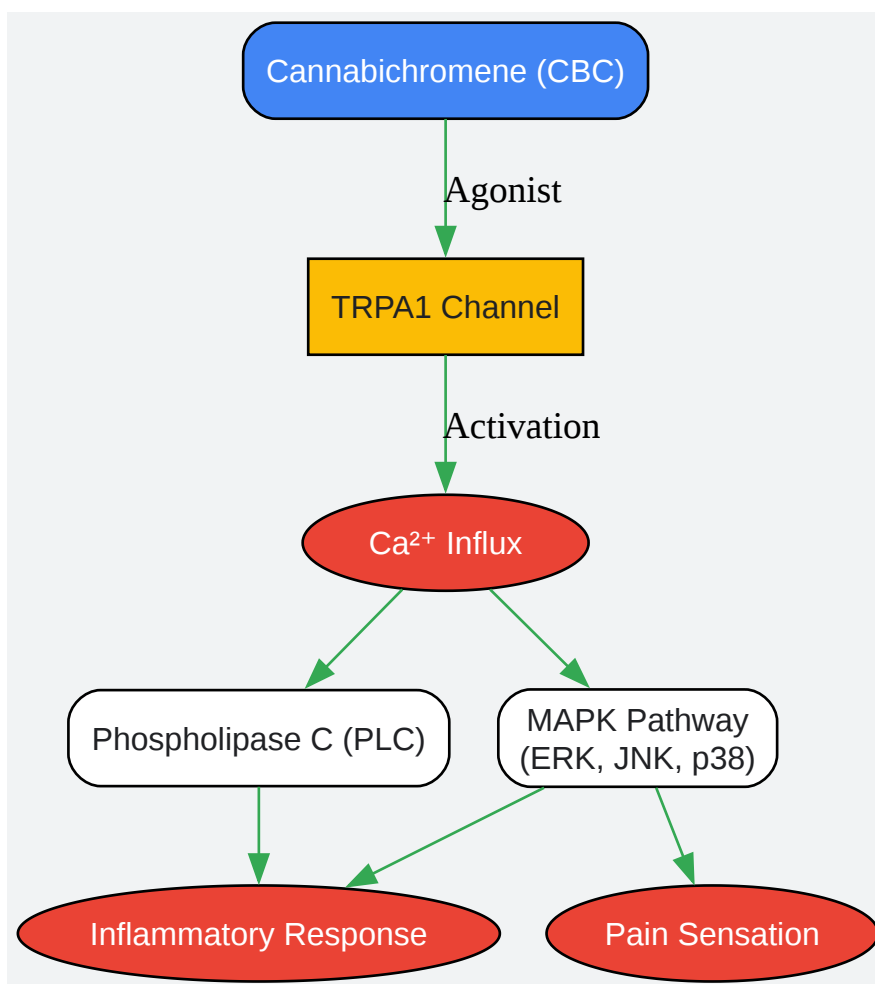 Cannabichromene (CBC)
Agonist
TRPA1 Channel
Activation
Ca²⁺ Influx
Phospholipase C (PLC)
MAPK Pathway
(ERK, JNK, p38)
Inflammatory Response
Pain Sensation